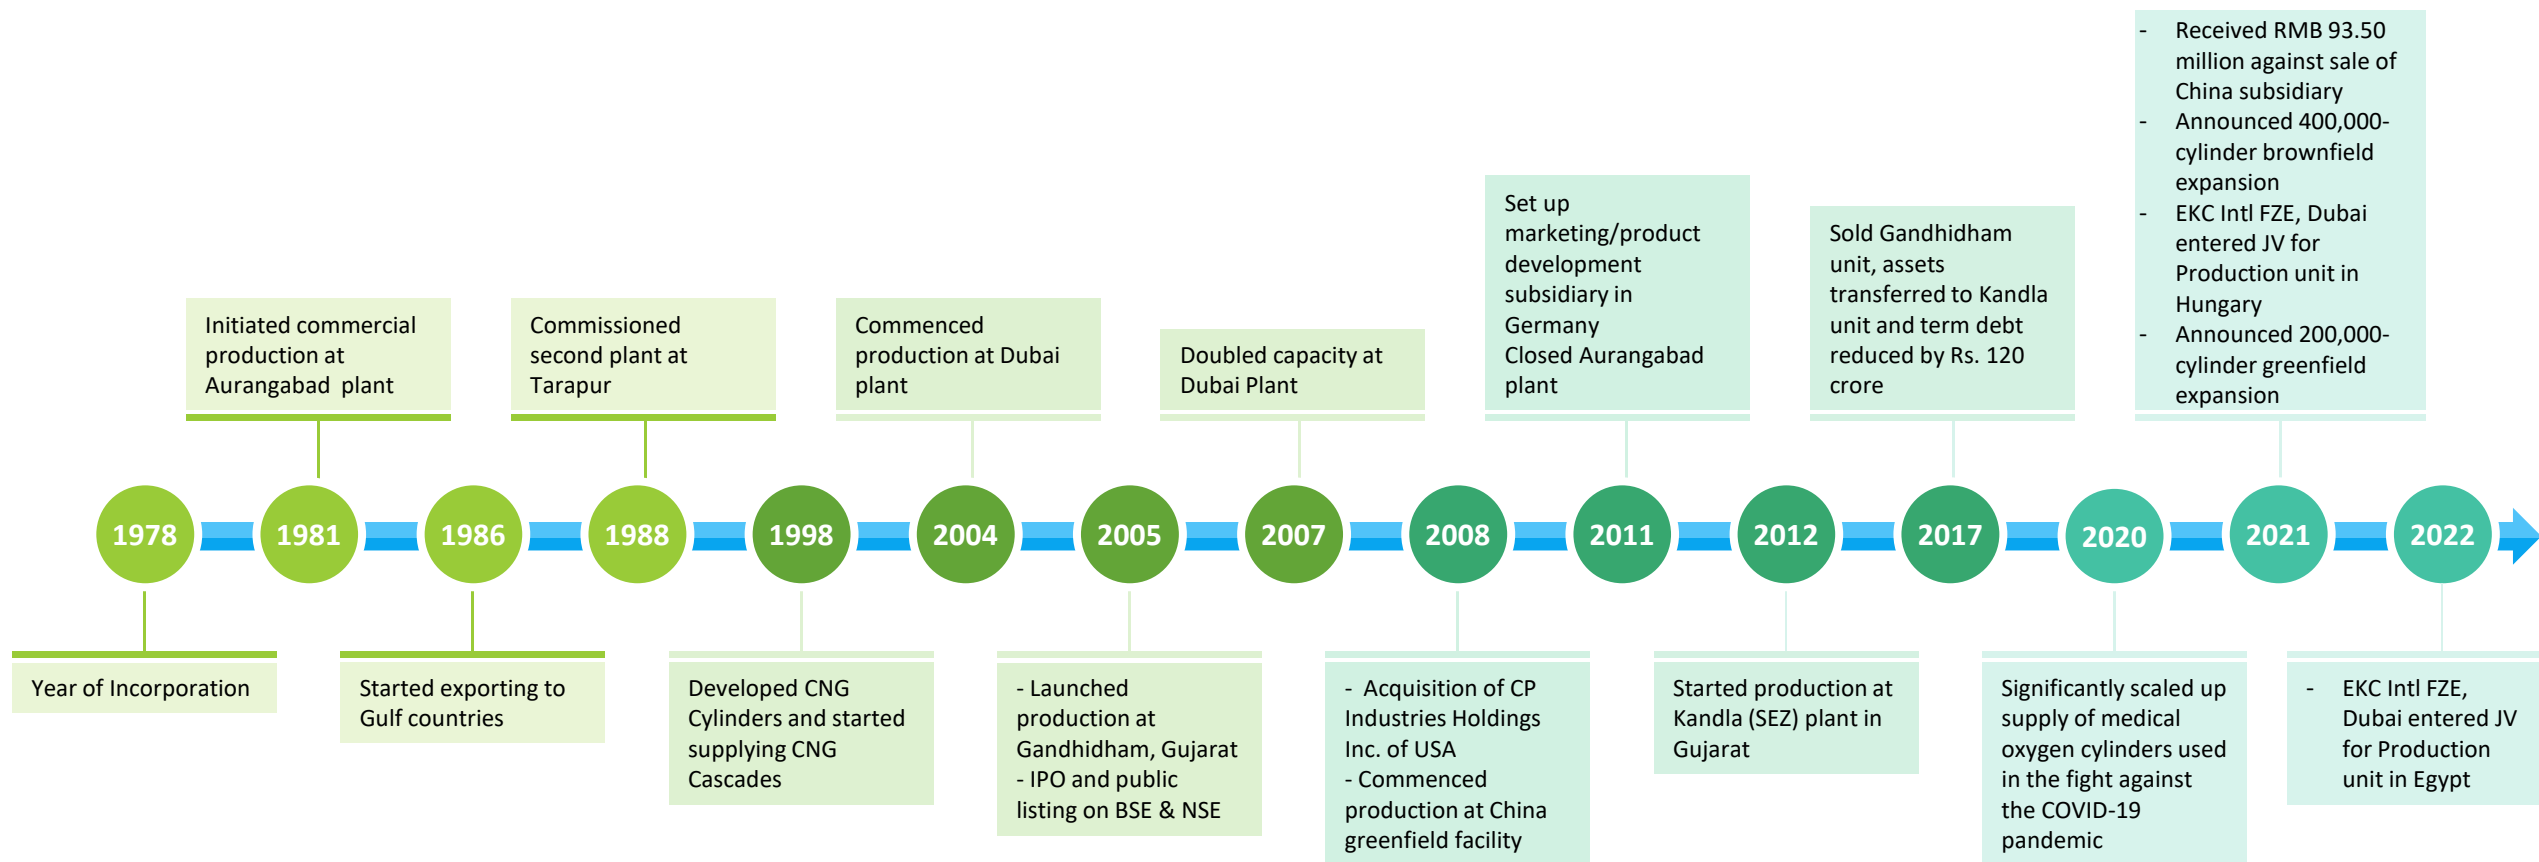 - Received RMB 93.50
million against sale of
China subsidiary
- Announced 400,000-
cylinder brownfield
expansion
- EKC Intl FZE, Dubai
entered JV for
Production unit in
Hungary
- Announced 200,000-
cylinder greenfield
expansion
Set up
marketing/product
development
subsidiary in
Germany
Closed Aurangabad
plant
Sold Gandhidham
unit, assets
transferred to Kandla
unit and term debt
reduced by Rs. 120
crore
Initiated commercial
production at
Aurangabad plant
Commissioned
second plant at
Tarapur
Commenced
production at Dubai
plant
Doubled capacity at
Dubai Plant
1978
1981
1986
1988
1998
2004
2005
2007
2008
2011
2012
2017
2020
2021
2022
Year of Incorporation
Started exporting to
Gulf countries
Developed CNG
Cylinders and started
supplying CNG
Cascades
- Launched
production at
Gandhidham, Gujarat
- IPO and public
listing on BSE & NSE
- Acquisition of CP
Industries Holdings
Inc. of USA
- Commenced
production at China
greenfield facility
Started production at
Kandla (SEZ) plant in
Gujarat
Significantly scaled up
supply of medical
oxygen cylinders used
in the fight against
the COVID-19
pandemic
- EKC Intl FZE,
Dubai entered JV
for Production
unit in Egypt